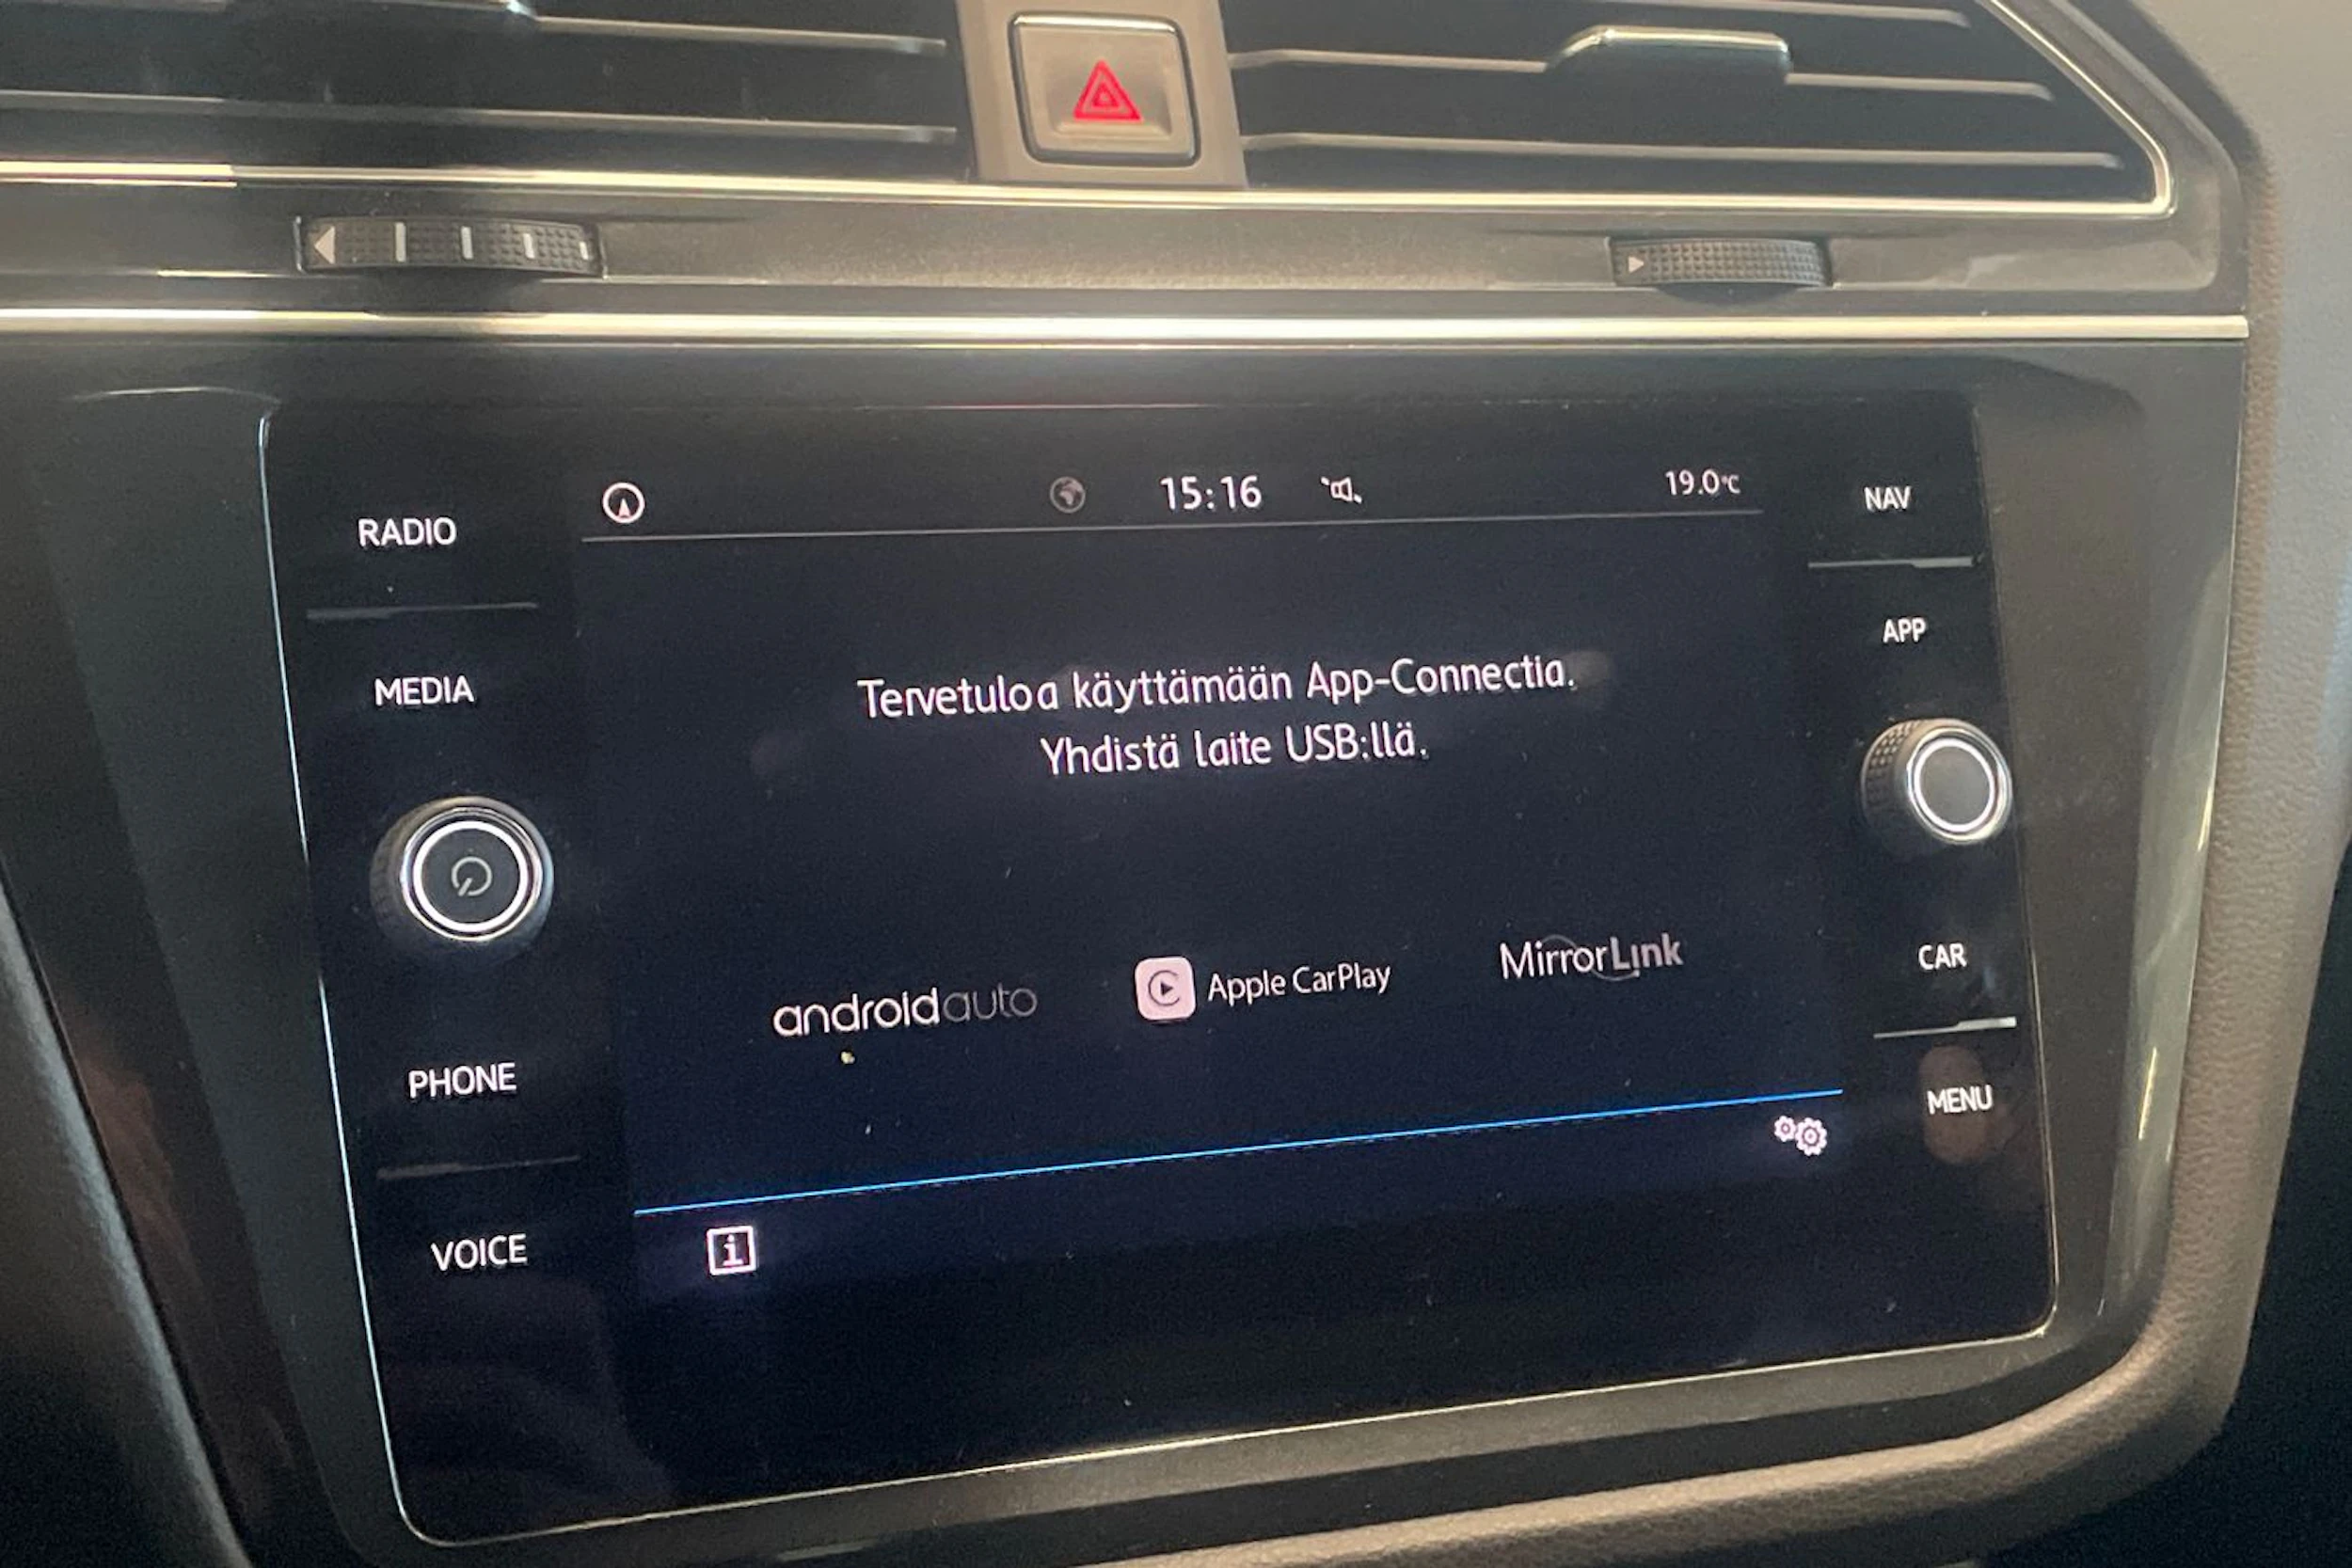 15:16
19.0°C
RADIO
MEDIA
PHONE
VOICE
Tervetuloa käyttämään App-Connectia.
Yhdistä laite USB:llä.
androidauto
Apple CarPlay
MirrorLink
i
NAV
APP
CAR
MENU